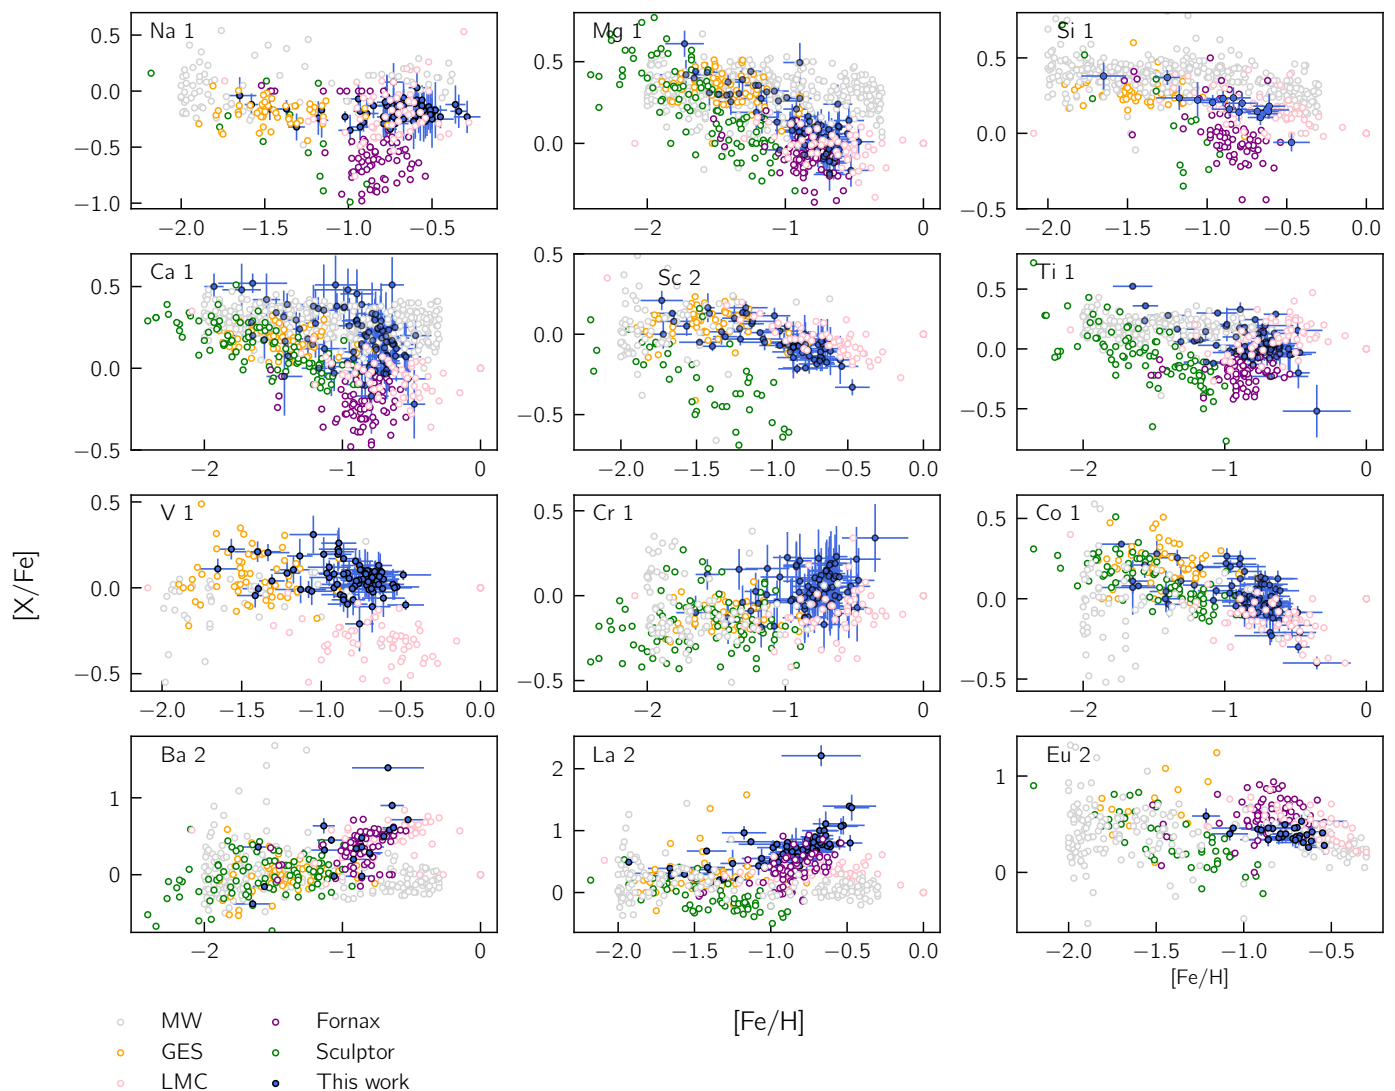 Na 1
0.5
0.0
−0.5
−1.0
−2.0 −1.5 −1.0 −0.5
Mg 1
0.5
0.0
−2 −1 0
Si 1
0.5
0.0
−0.5
−2.0 −1.5 −1.0 −0.5 0.0
Ca 1
0.5
0.0
−0.5
−2 −1 0
Sc 2
0.5
0.0
−0.5
−2.0 −1.5 −1.0 −0.5 0.0
Ti 1
0.5
0.0
−0.5
−2 −1 0
[X/Fe]
V 1
0.5
0.0
−0.5
−2.0 −1.5 −1.0 −0.5 0.0
Cr 1
0.5
0.0
−0.5
−2 −1 0
Co 1
0.5
0.0
−0.5
−2 −1 0
Ba 2
1
0
−2 −1 0
La 2
2
1
0
−2.0 −1.5 −1.0 −0.5 0.0
Eu 2
1
0
−2.0 −1.5 −1.0 −0.5
[Fe/H]
[Fe/H]
MW
GES
LMC
Fornax
Sculptor
This work